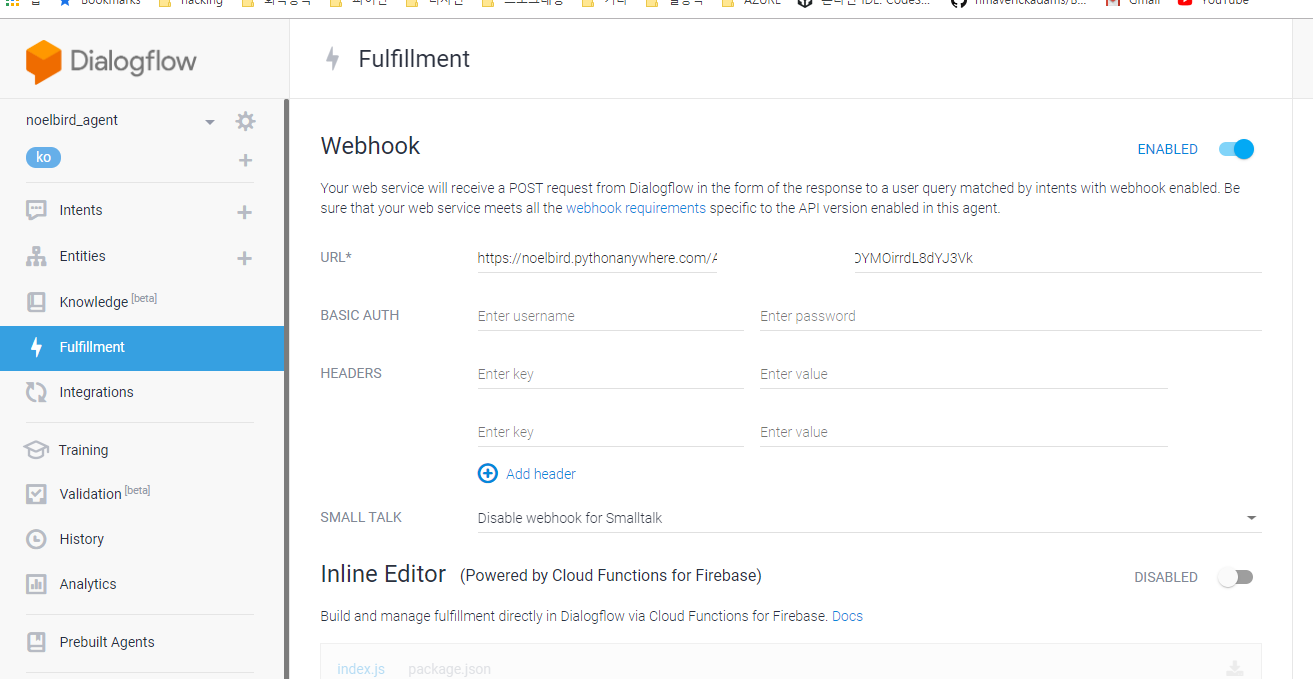 Bookmarks hacking AZURE Gmail YouTube
Dialogflow
Fulfillment
noelbird_agent
ko
Intents
Entities
Knowledge [beta]
Fulfillment
Integrations
Training
Validation [beta]
History
Analytics
Prebuilt Agents
Webhook
ENABLED
Your web service will receive a POST request from Dialogflow in the form of the response to a user query matched by intents with webhook enabled. Be
sure that your web service meets all the webhook requirements specific to the API version enabled in this agent.
URL* https://noelbird.pythonanywhere.com/ YMOirrdL8dYJ3Vk
BASIC AUTH Enter username Enter password
HEADERS Enter key Enter value
Enter key Enter value
Add header
SMALL TALK Disable webhook for Smalltalk
Inline Editor (Powered by Cloud Functions for Firebase) DISABLED
Build and manage fulfillment directly in Dialogflow via Cloud Functions for Firebase. Docs
index.js package.json